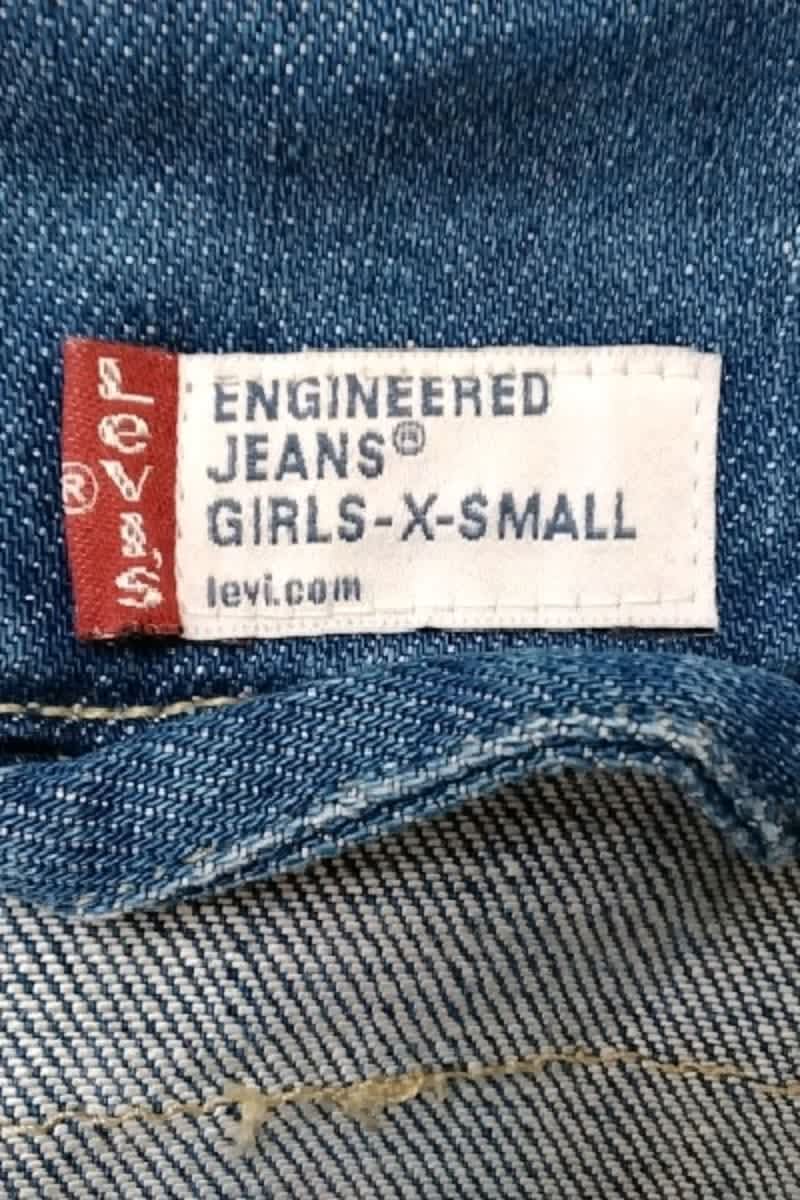 Levi's
®
ENGINEERED
JEANS®
GIRLS-X-SMALL
levi.com